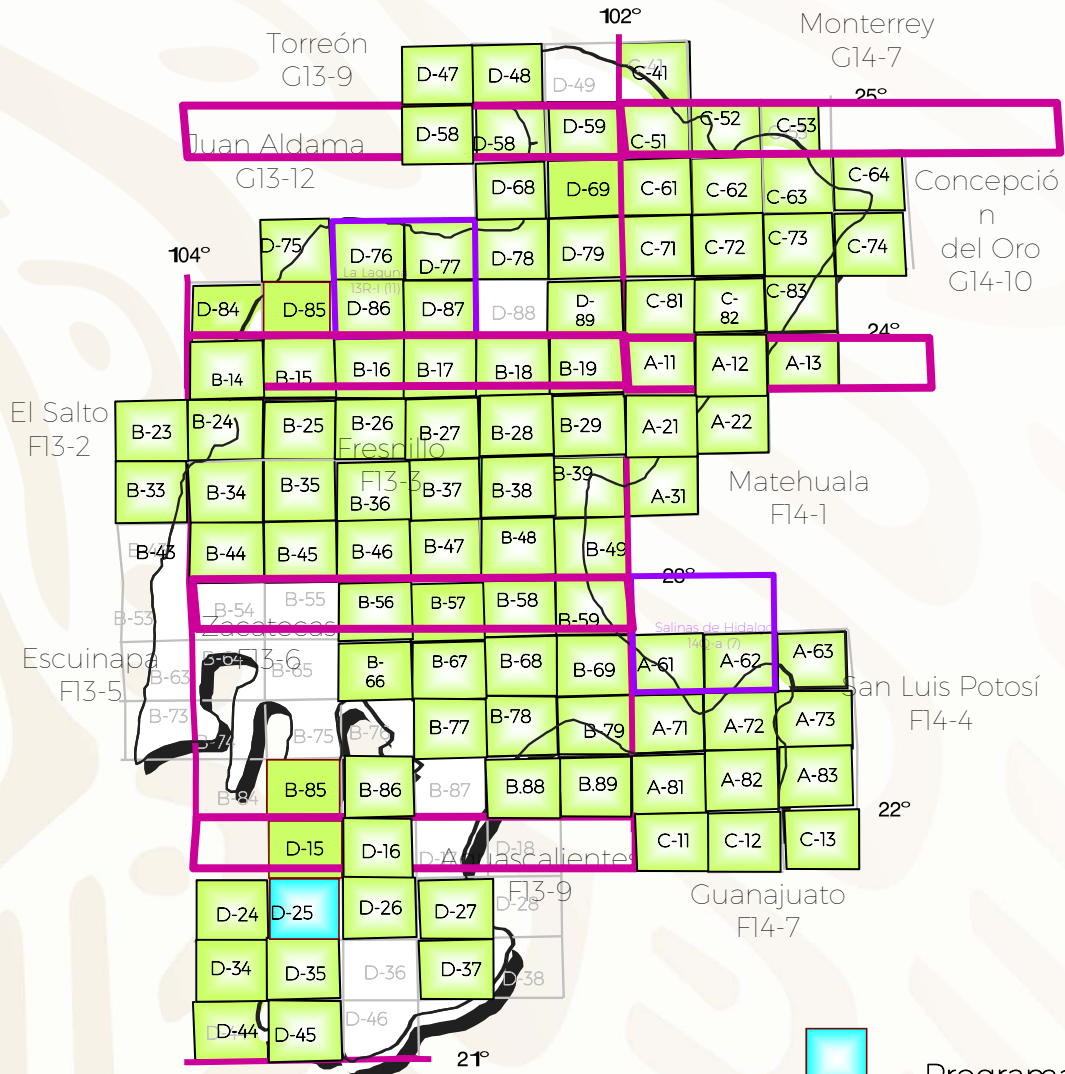 102°
Torreón
G13-9
Monterrey
G14-7
D-47
D-48
D-49
C-41
25°
D-58
D-58
D-59
C-51
C-52
C-53
Juan Aldama
G13-12
D-68
D-69
C-61
C-62
C-63
C-64
Concepció
n
del Oro
G14-10
D-75
D-76
D-77
D-78
D-79
C-71
C-72
C-73
C-74
104°
La Laguna
13R-I (11)
D-84
D-85
D-86
D-87
D-88
D-
89
C-81
C-
82
C-83
24°
B-14
B-15
B-16
B-17
B-18
B-19
A-11
A-12
A-13
El Salto
F13-2
B-23
B-24
B-25
B-26
B-27
B-28
B-29
A-21
A-22
Fresnillo
F13-3
B-33
B-34
B-35
B-36
B-37
B-38
B-39
A-31
Matehuala
F14-1
B-43
B-44
B-45
B-46
B-47
B-48
B-49
B-53
B-54
B-55
B-56
B-57
B-58
B-59
Zacatecas
F13-6
Salinas de Hidalgo
14Q-a (7)
Escuinapa
F13-5
B-63
B-64
B-65
B-
66
B-67
B-68
B-69
A-61
A-62
A-63
San Luis Potosí
F14-4
B-73
B-74
B-75
B-76
B-77
B-78
B-79
A-71
A-72
A-73
B-84
B-85
B-86
B-87
B.88
B.89
A-81
A-82
A-83
22°
D-15
D-16
D-18
C-11
C-12
C-13
Aguascalientes
F13-9
Guanajuato
F14-7
D-24
D-25
D-26
D-27
D-28
D-34
D-35
D-36
D-37
D-38
D-44
D-45
D-46
21°